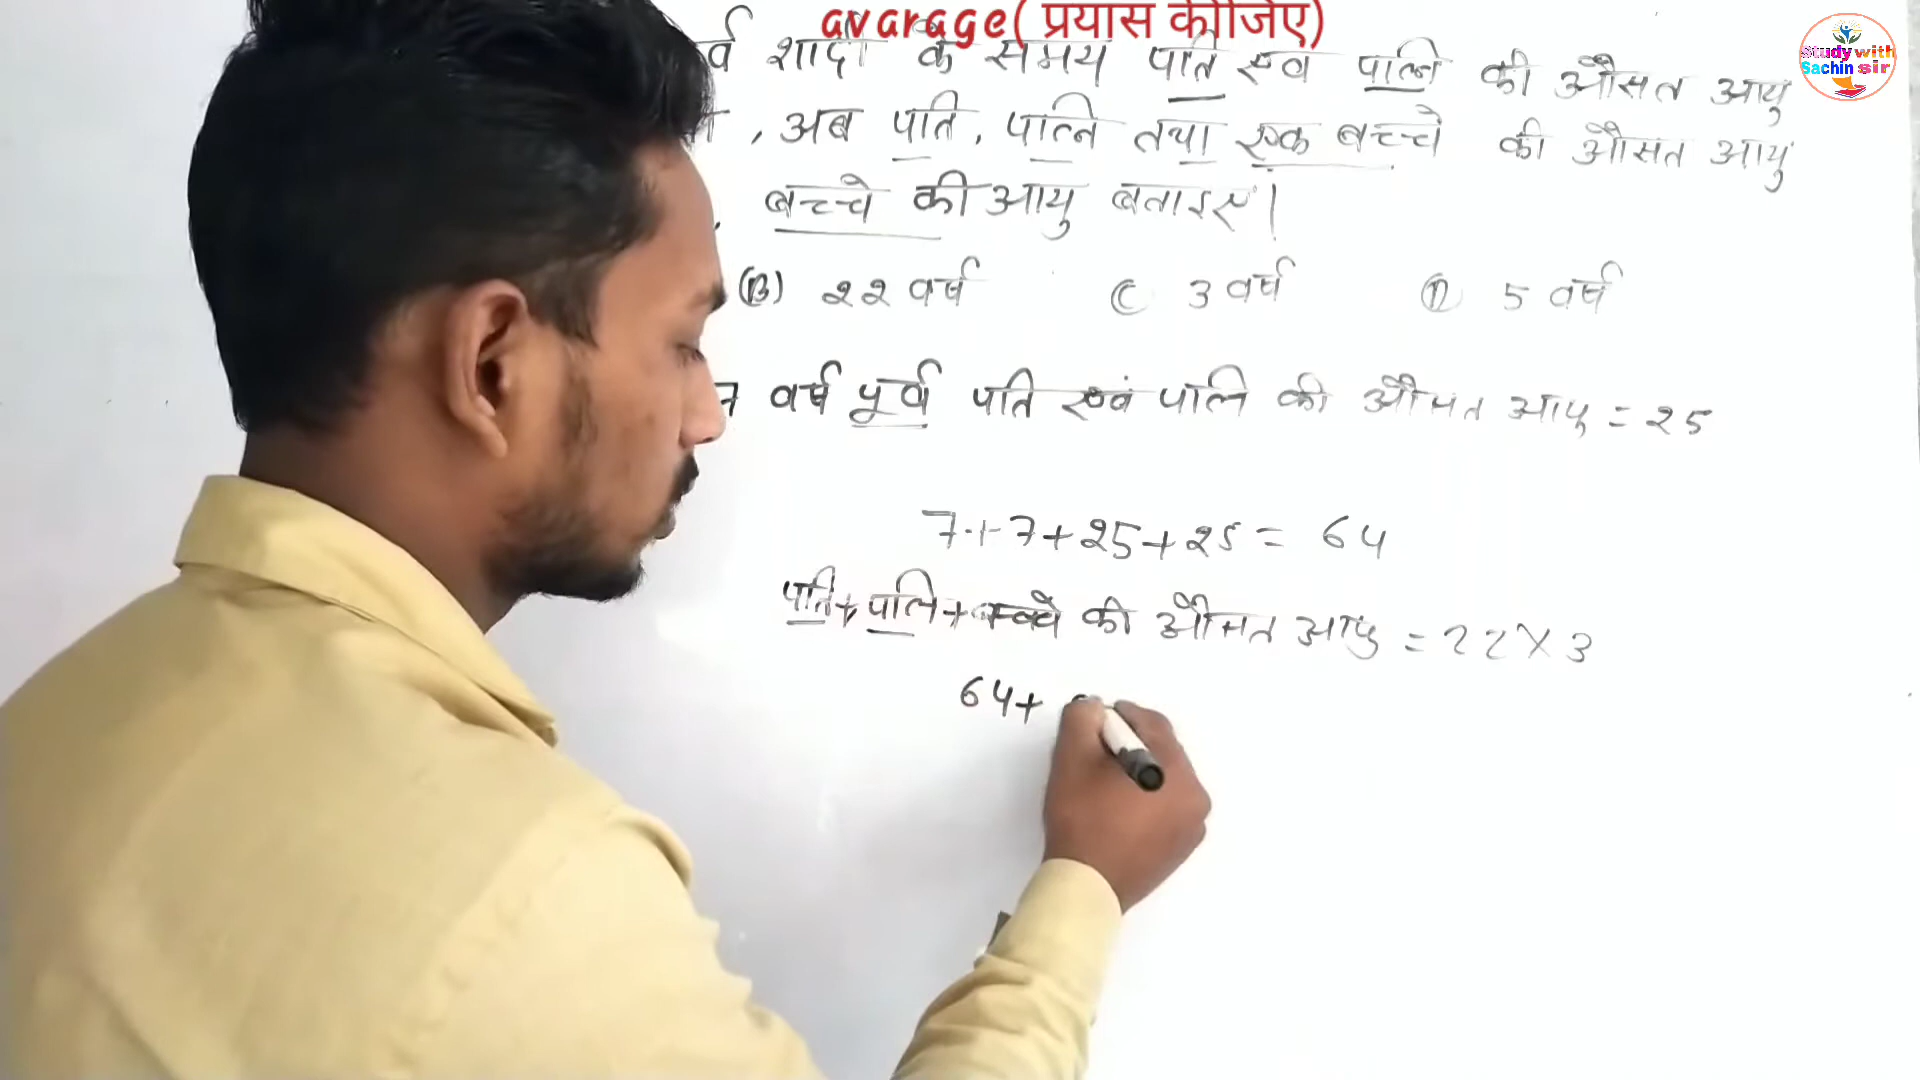 avarage( प्रयास कीजिए)
Study with
Sachin sir
र्व शादी के समय पति एवं पत्नि की औसत आयु
, अब पति, पत्नि तथा एक बच्चे की औसत आयु
, बच्चे की आयु बताइए।
(B) 22 वर्ष (C) 3 वर्ष (D) 5 वर्ष
7 वर्ष पूर्व पति एवं पत्नि की औसत आयु = 25
7+7+25+25 = 64
पति+पत्नि+बच्चे की औसत आयु = 22×3
64+